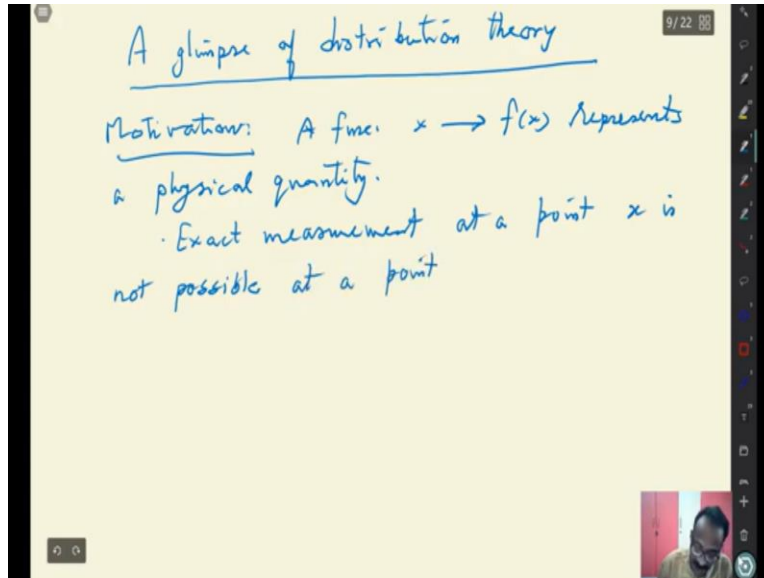 9/22
A glimpse of distribution theory
Motivation: A func. x → f(x) represents
a physical quantity.
· Exact measurement at a point x is
not possible at a point